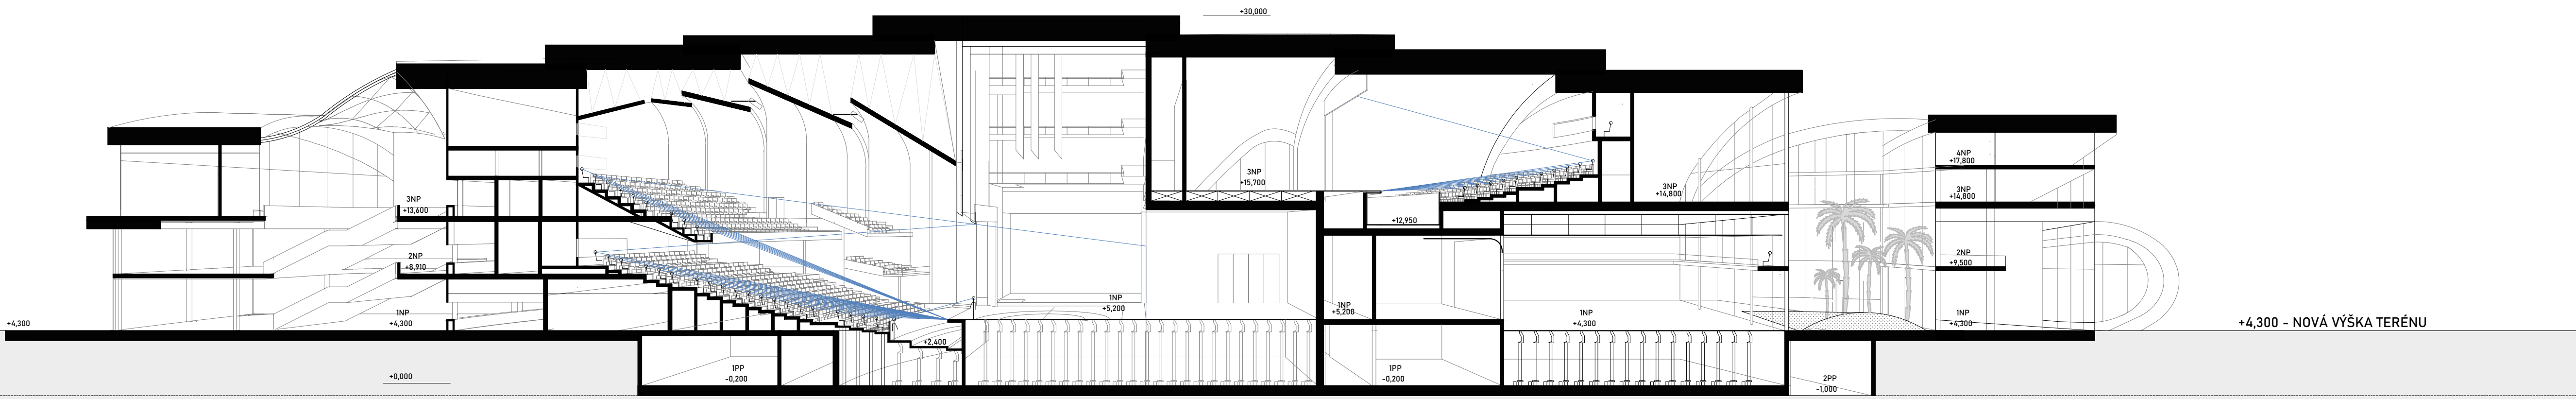 +30,000
4NP
+17,800
3NP
+15,700
3NP
+14,800
3NP
+14,800
3NP
+13,600
+12,950
2NP
+8,910
2NP
+9,500
1NP
+5,200
1NP
+5,200
1NP
+4,300
1NP
+4,300
1NP
+4,300
+4,300
+4,300 - NOVÁ VÝŠKA TERÉNU
+2,400
+0,000
1PP
-0,200
1PP
-0,200
2PP
-1,000